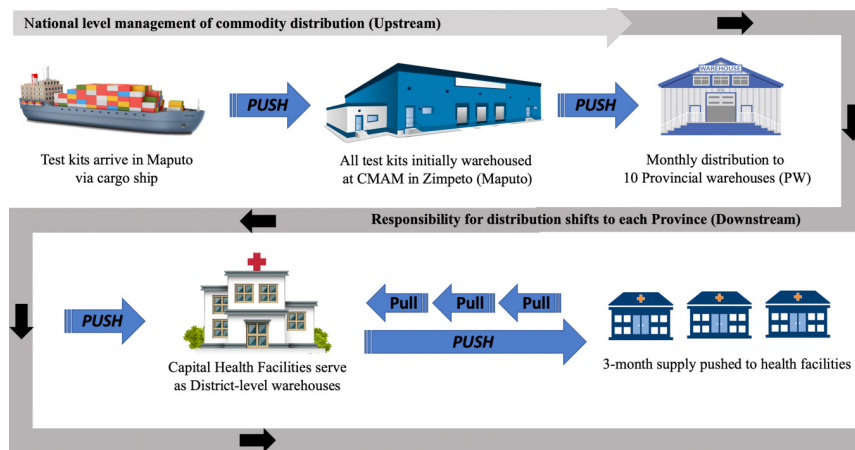 National level management of commodity distribution (Upstream)
PUSH
PUSH
WAREHOUSE
Test kits arrive in Maputo
via cargo ship
All test kits initially warehoused
at CMAM in Zimpeto (Maputo)
Monthly distribution to
10 Provincial warehouses (PW)
Responsibility for distribution shifts to each Province (Downstream)
PUSH
Pull Pull Pull
PUSH
Capital Health Facilities serve
as District-level warehouses
3-month supply pushed to health facilities